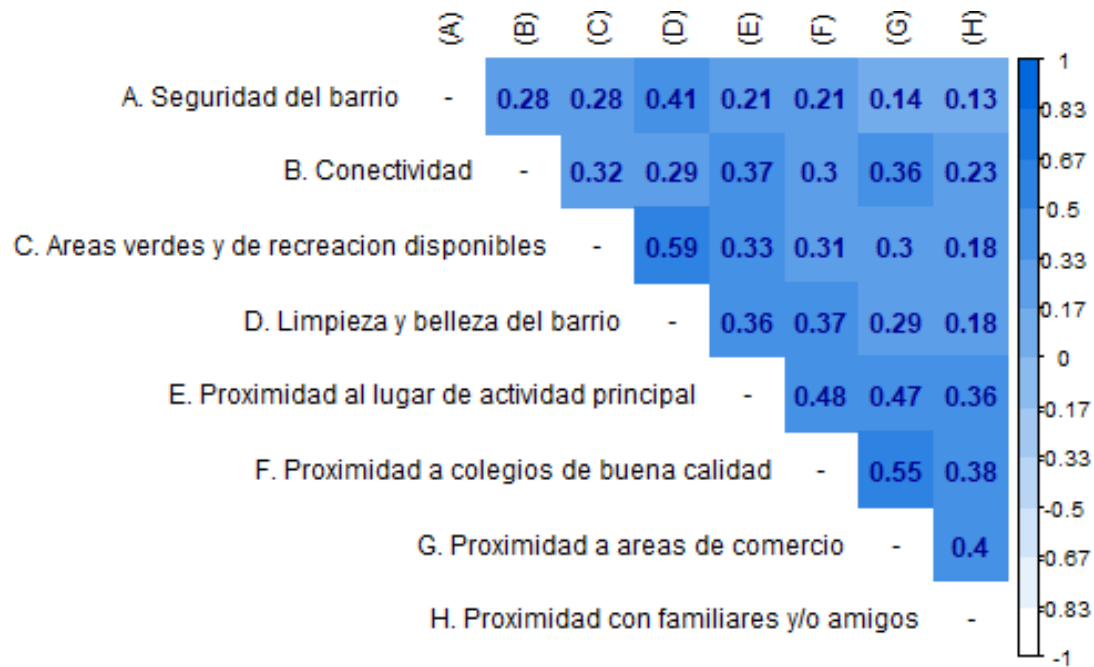 (A) (B) (C) (D) (E) (F) (G) (H)
A. Seguridad del barrio - 0.28 0.28 0.41 0.21 0.21 0.14 0.13
B. Conectividad - 0.32 0.29 0.37 0.3 0.36 0.23
C. Areas verdes y de recreacion disponibles - 0.59 0.33 0.31 0.3 0.18
D. Limpieza y belleza del barrio - 0.36 0.37 0.29 0.18
E. Proximidad al lugar de actividad principal - 0.48 0.47 0.36
F. Proximidad a colegios de buena calidad - 0.55 0.38
G. Proximidad a areas de comercio - 0.4
H. Proximidad con familiares y/o amigos -
1
0.83
0.67
0.5
0.33
0.17
0
-0.17
-0.33
-0.5
-0.67
-0.83
-1